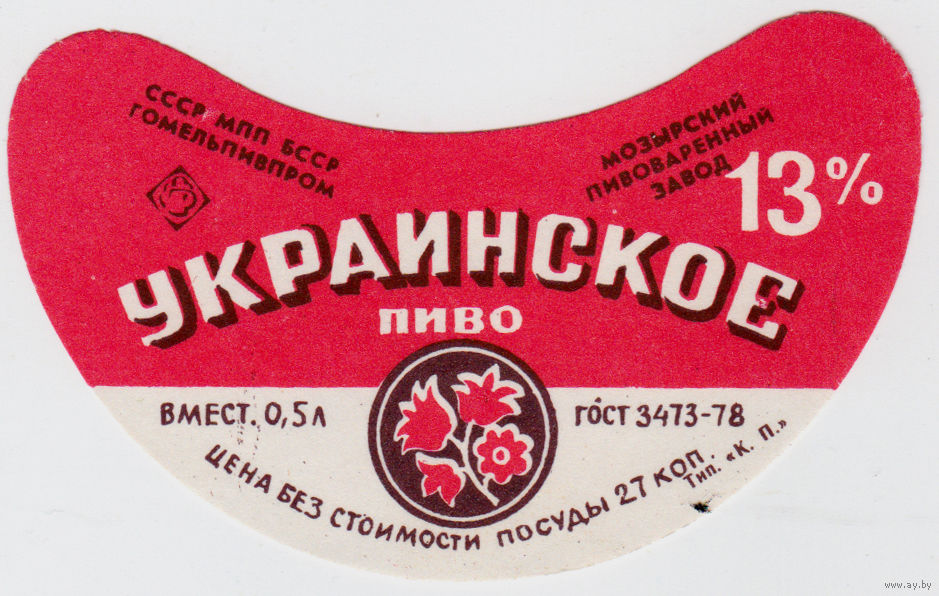 СССР МПП БССР
ГОМЕЛЬПИВПРОМ
МОЗЫРСКИЙ
ПИВОВАРЕННЫЙ
ЗАВОД
13%
УКРАИНСКОЕ
ПИВО
ВМЕСТ. 0,5 Л
ГОСТ 3473-78
ЦЕНА БЕЗ СТОИМОСТИ ПОСУДЫ 27 КОП.
Тип. «К. П.»
www.ay.by